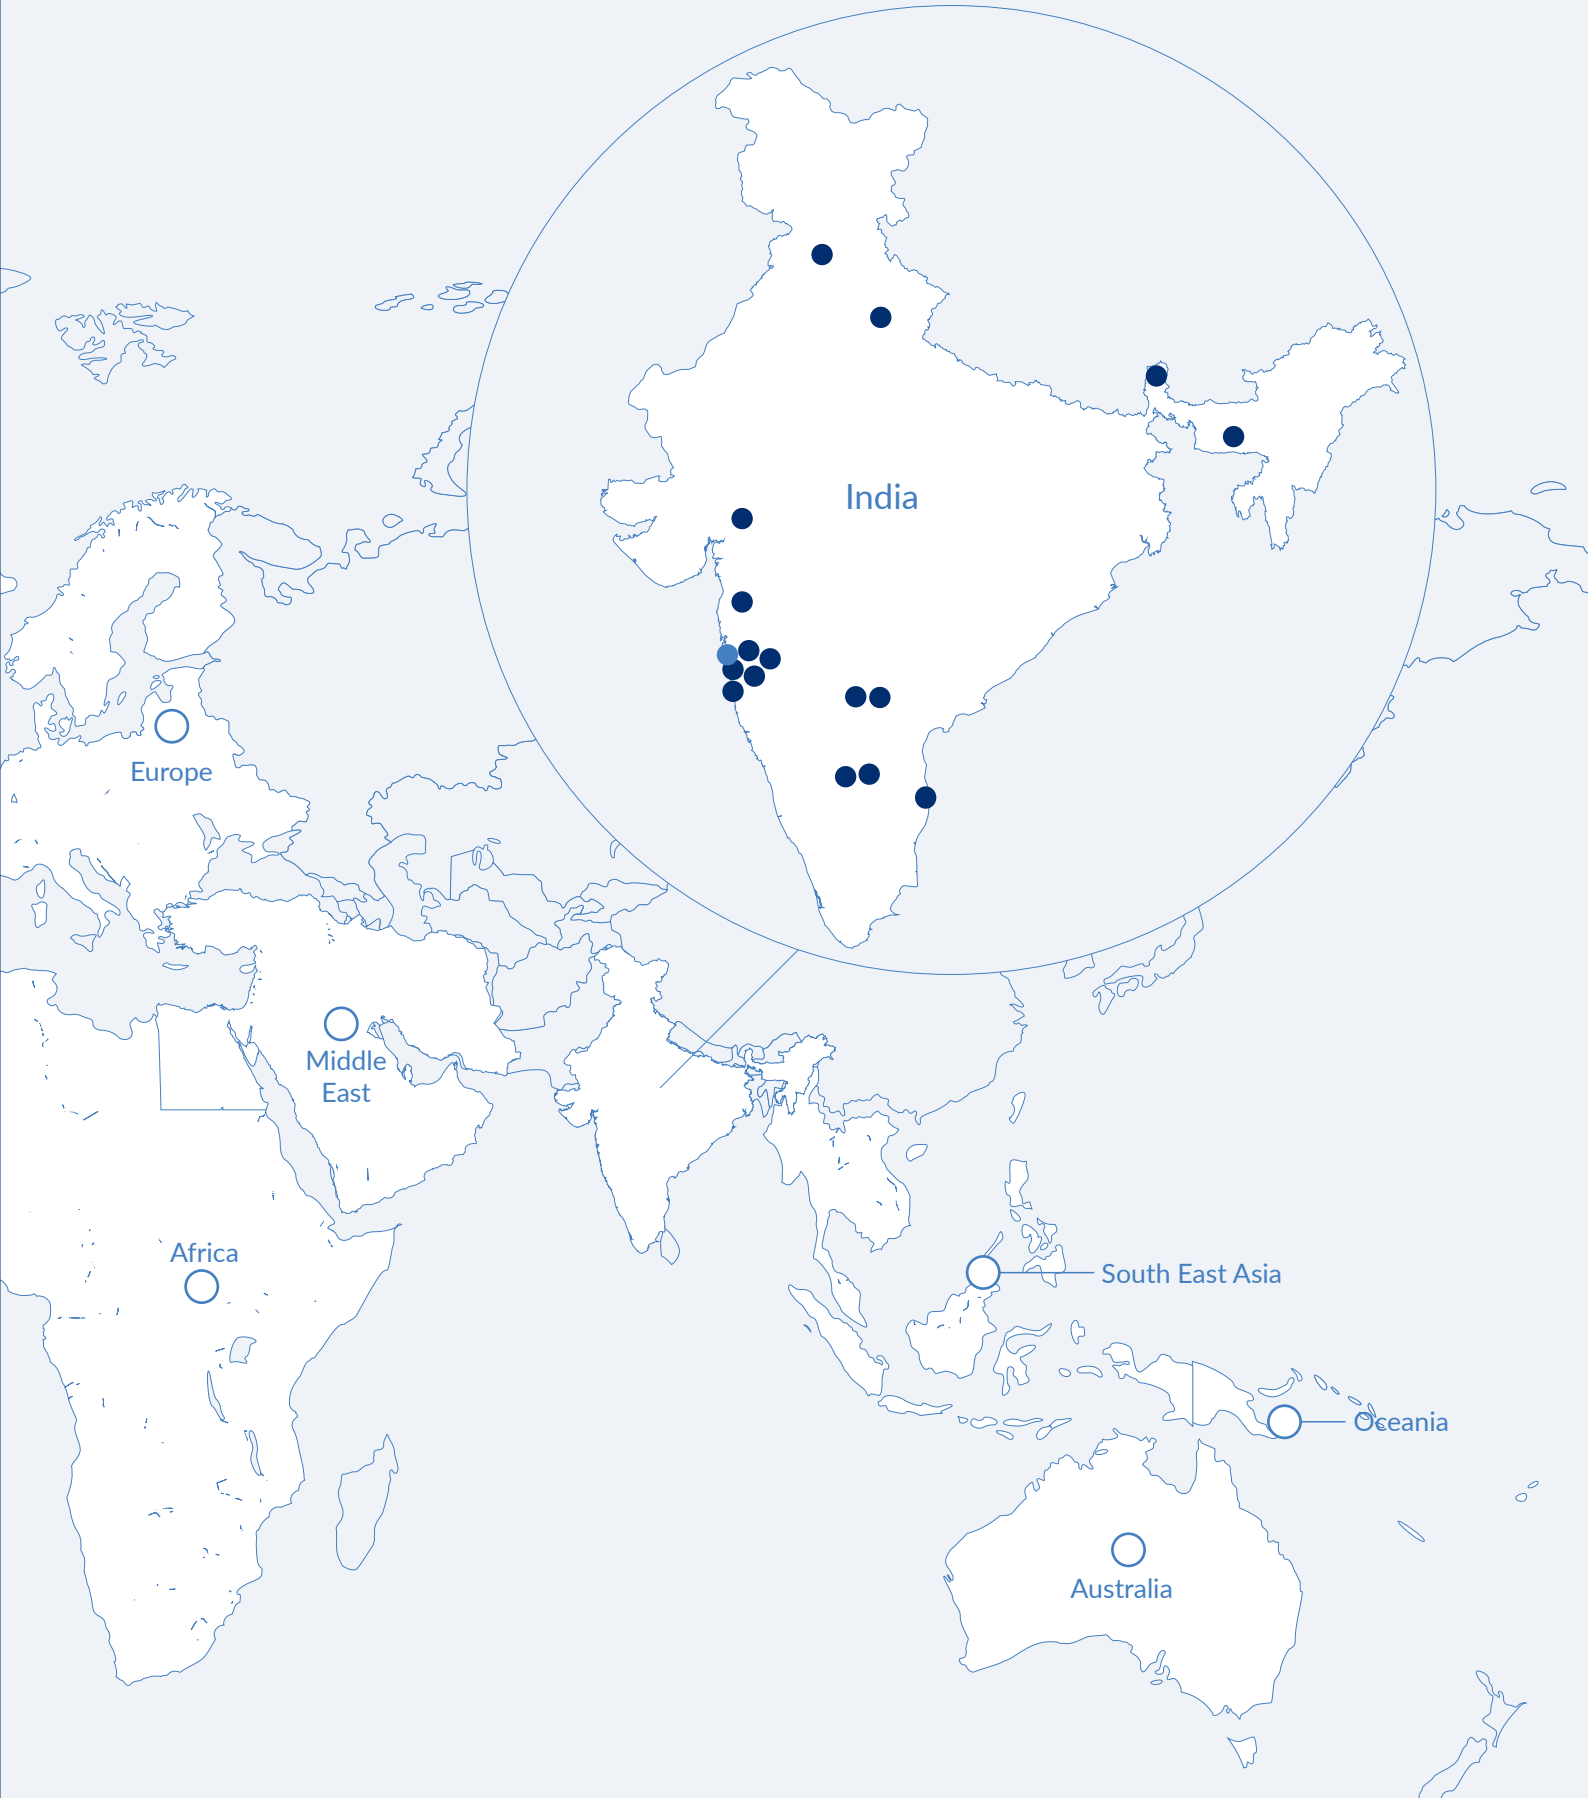 India
Europe
Middle
East
Africa
South East Asia
Oceania
Australia